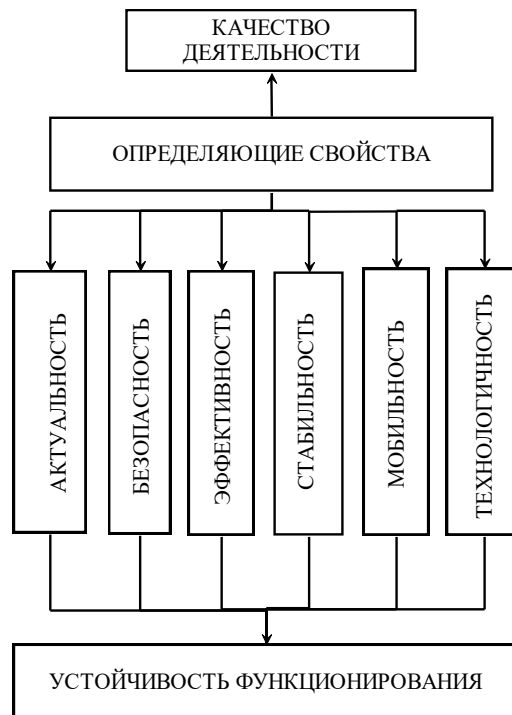 КАЧЕСТВО
ДЕЯТЕЛЬНОСТИ
ОПРЕДЕЛЯЮЩИЕ СВОЙСТВА
АКТУАЛЬНОСТЬ
БЕЗОПАСНОСТЬ
ЭФФЕКТИВНОСТЬ
СТАБИЛЬНОСТЬ
МОБИЛЬНОСТЬ
ТЕХНОЛОГИЧНОСТЬ
УСТОЙЧИВОСТЬ ФУНКЦИОНИРОВАНИЯ